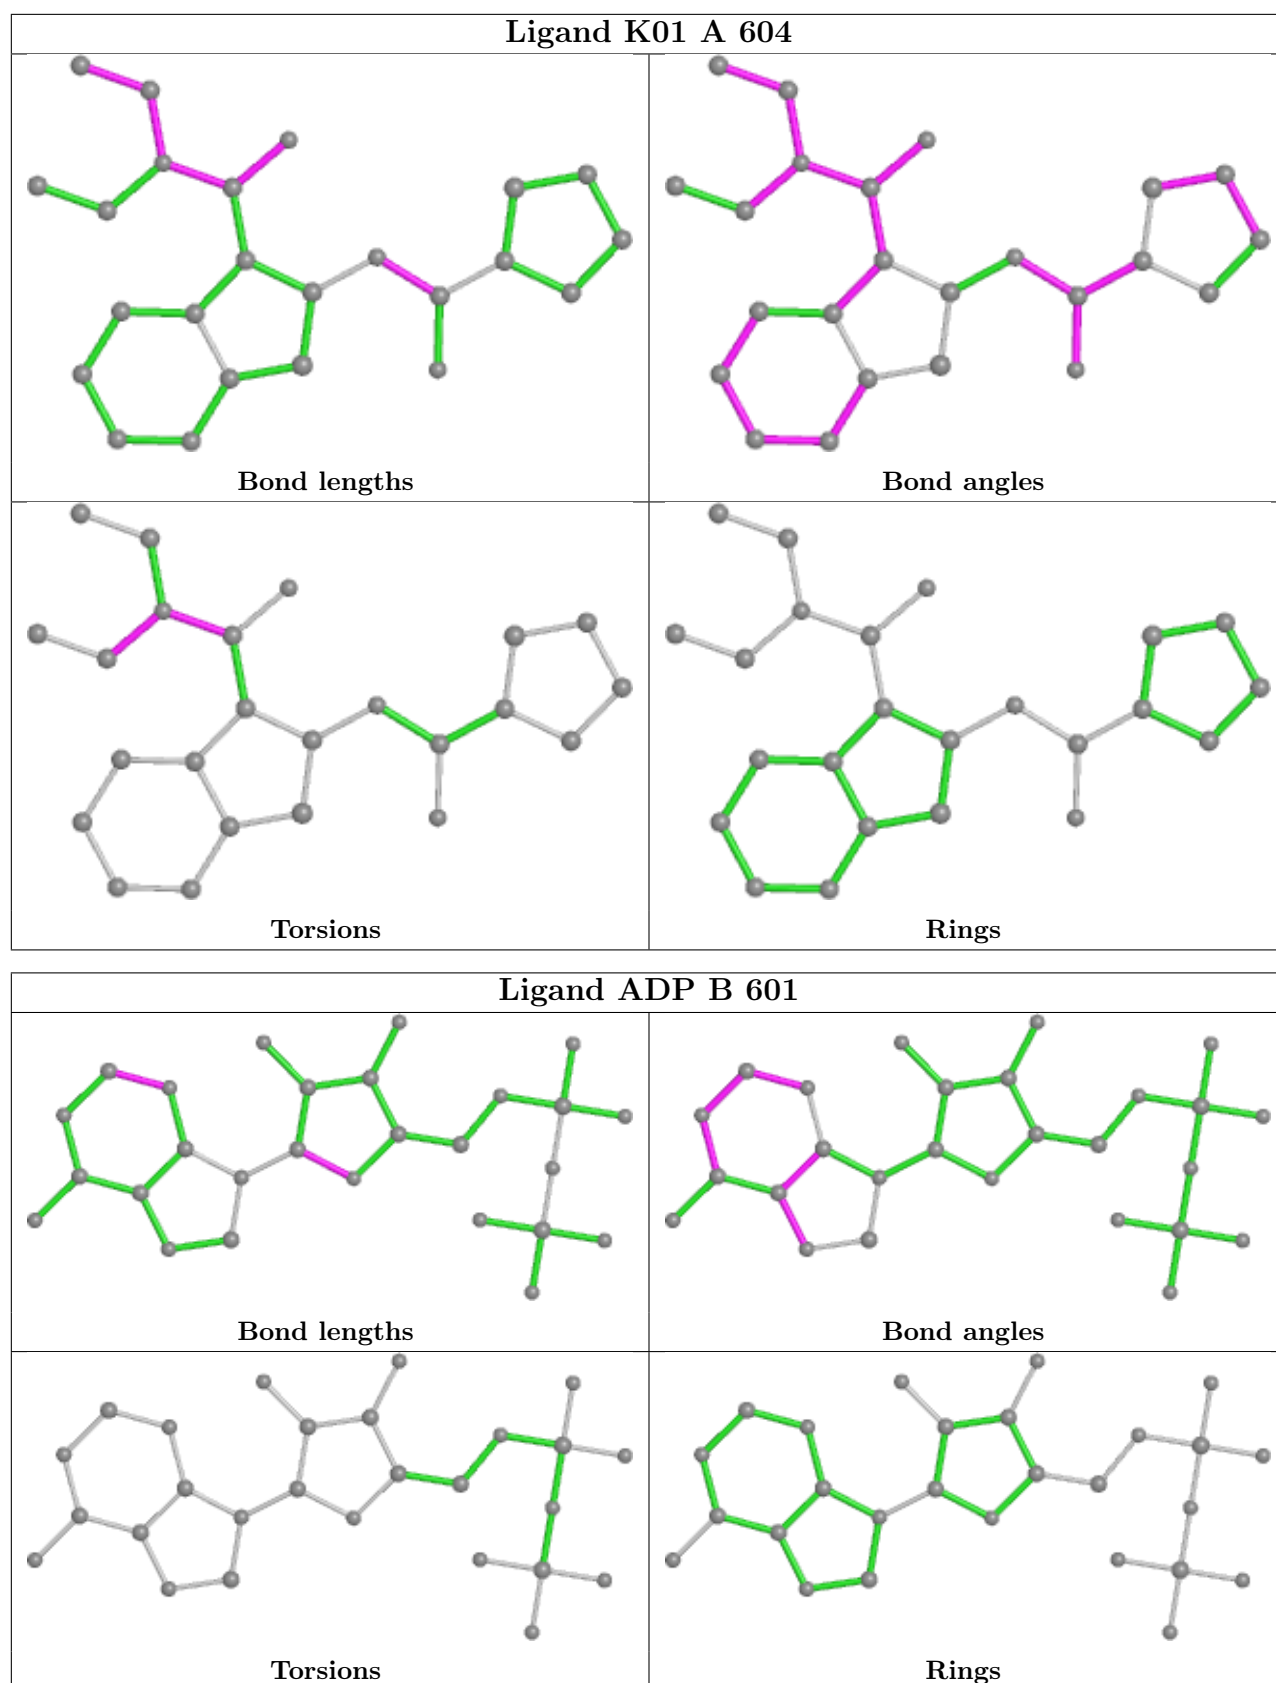 Ligand K01 A 604
Bond lengths
Bond angles
Torsions
Rings
Ligand ADP B 601
Bond lengths
Bond angles
Torsions
Rings